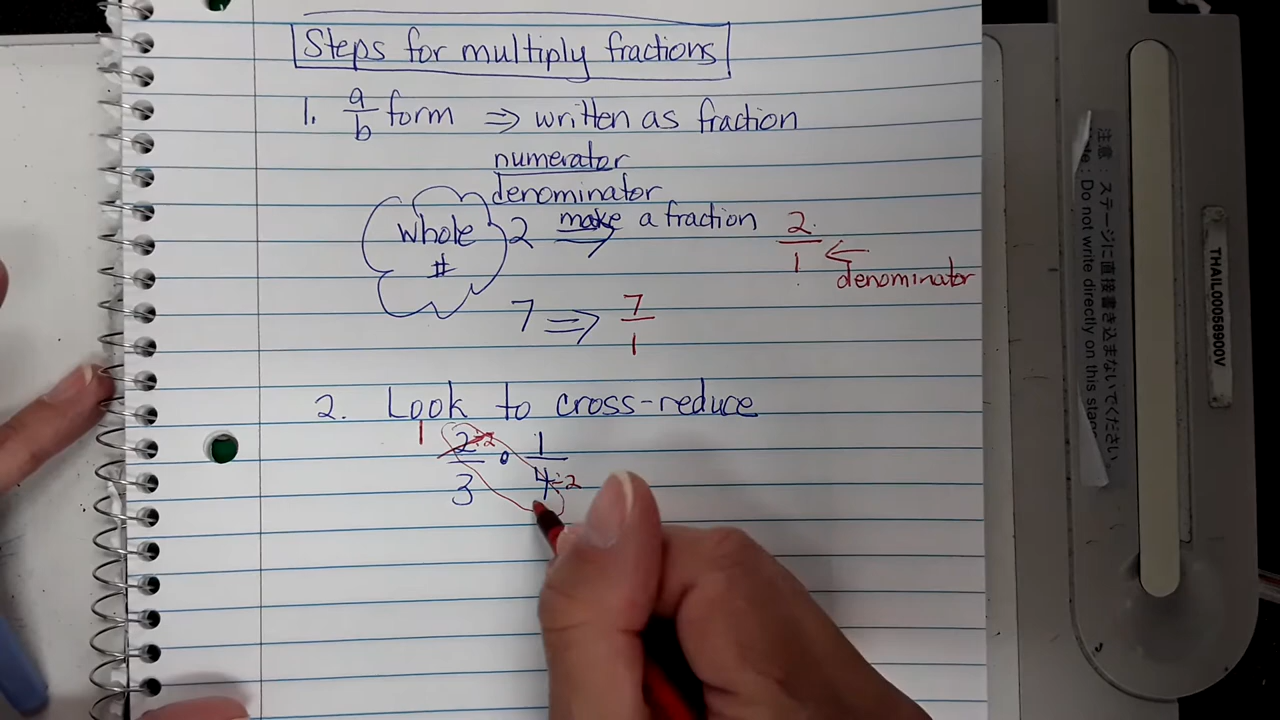 Steps for multiply fractions
1. a/b form ⇒ written as fraction
numerator
denominator
whole # 2 make ⇒ a fraction 2/1 ← denominator
7 ⇒ 7/1
2. Look to cross-reduce
1
2÷2/3 · 1/4÷2
THAIL00058900V
注意：ステージに直接書き込まないでください。
Do not write directly on this stage